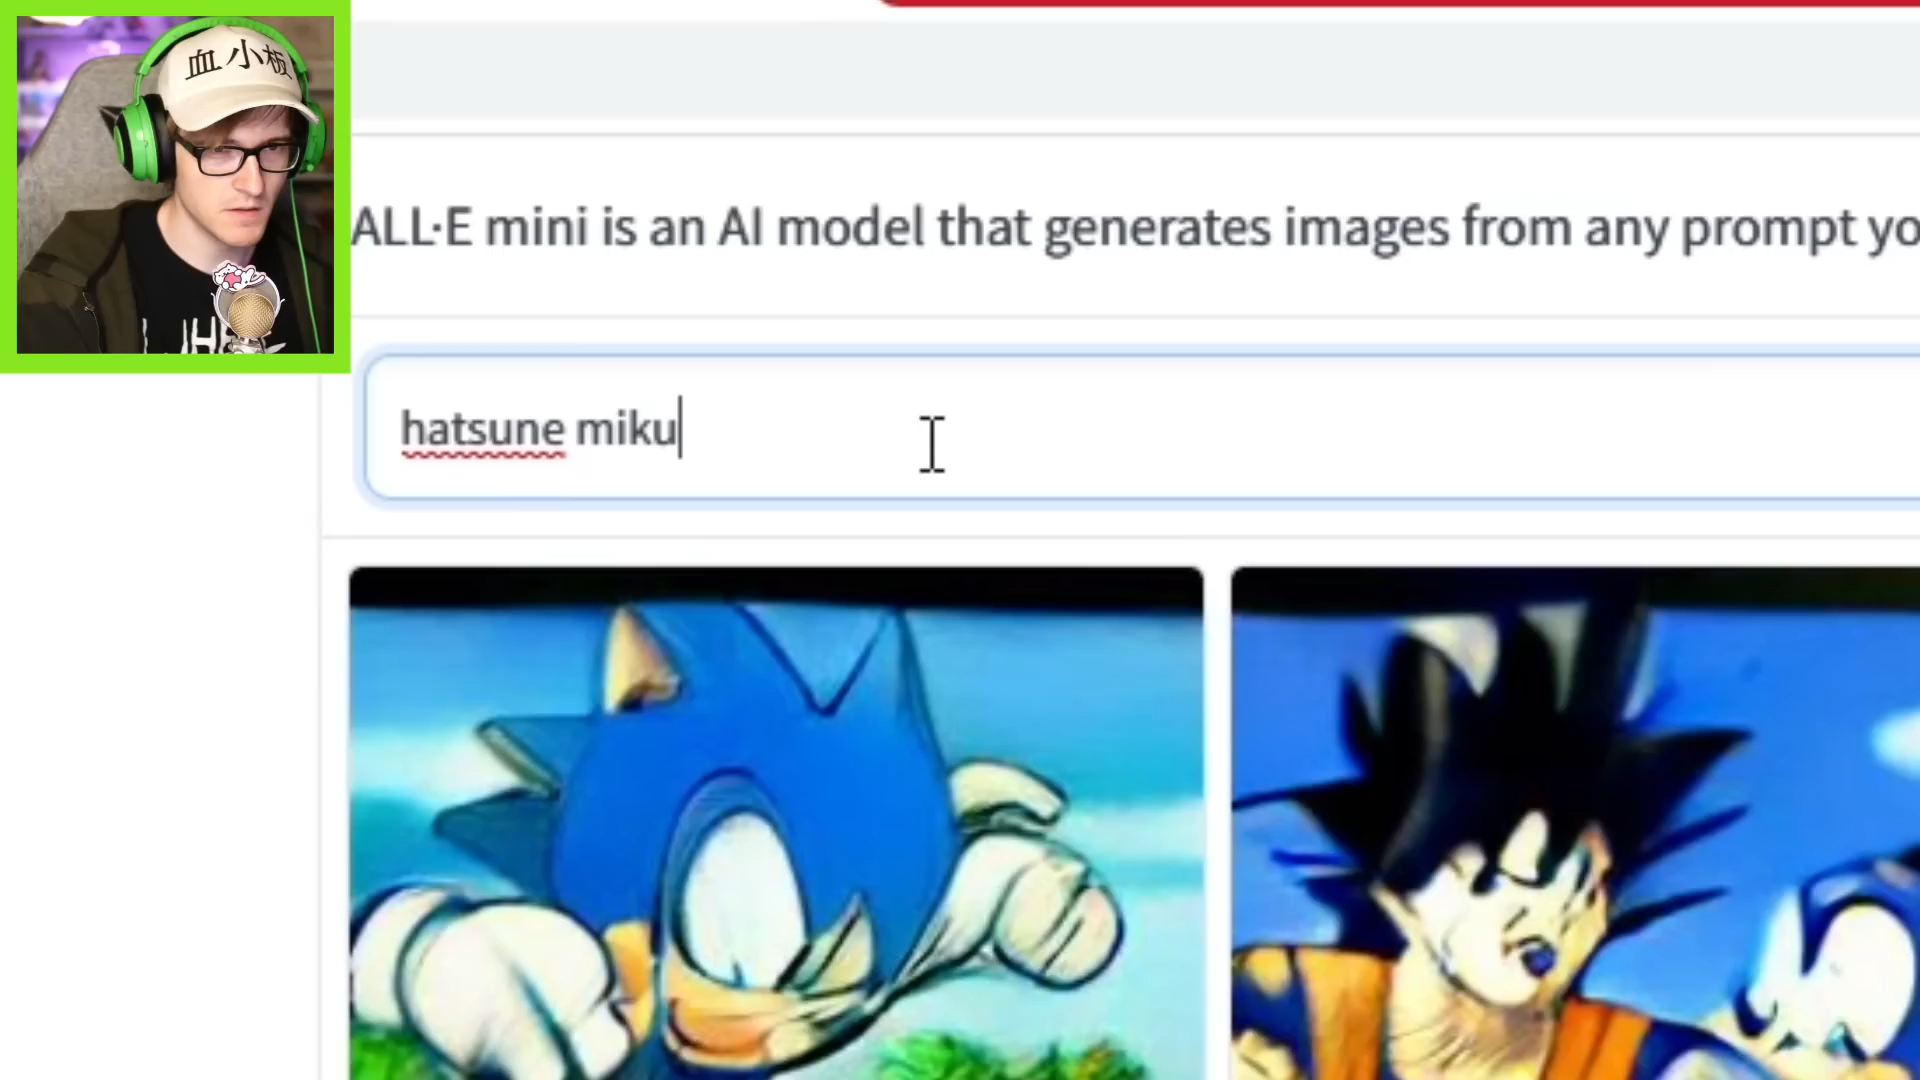 血小板
ALL·E mini is an AI model that generates images from any prompt yo
hatsune miku